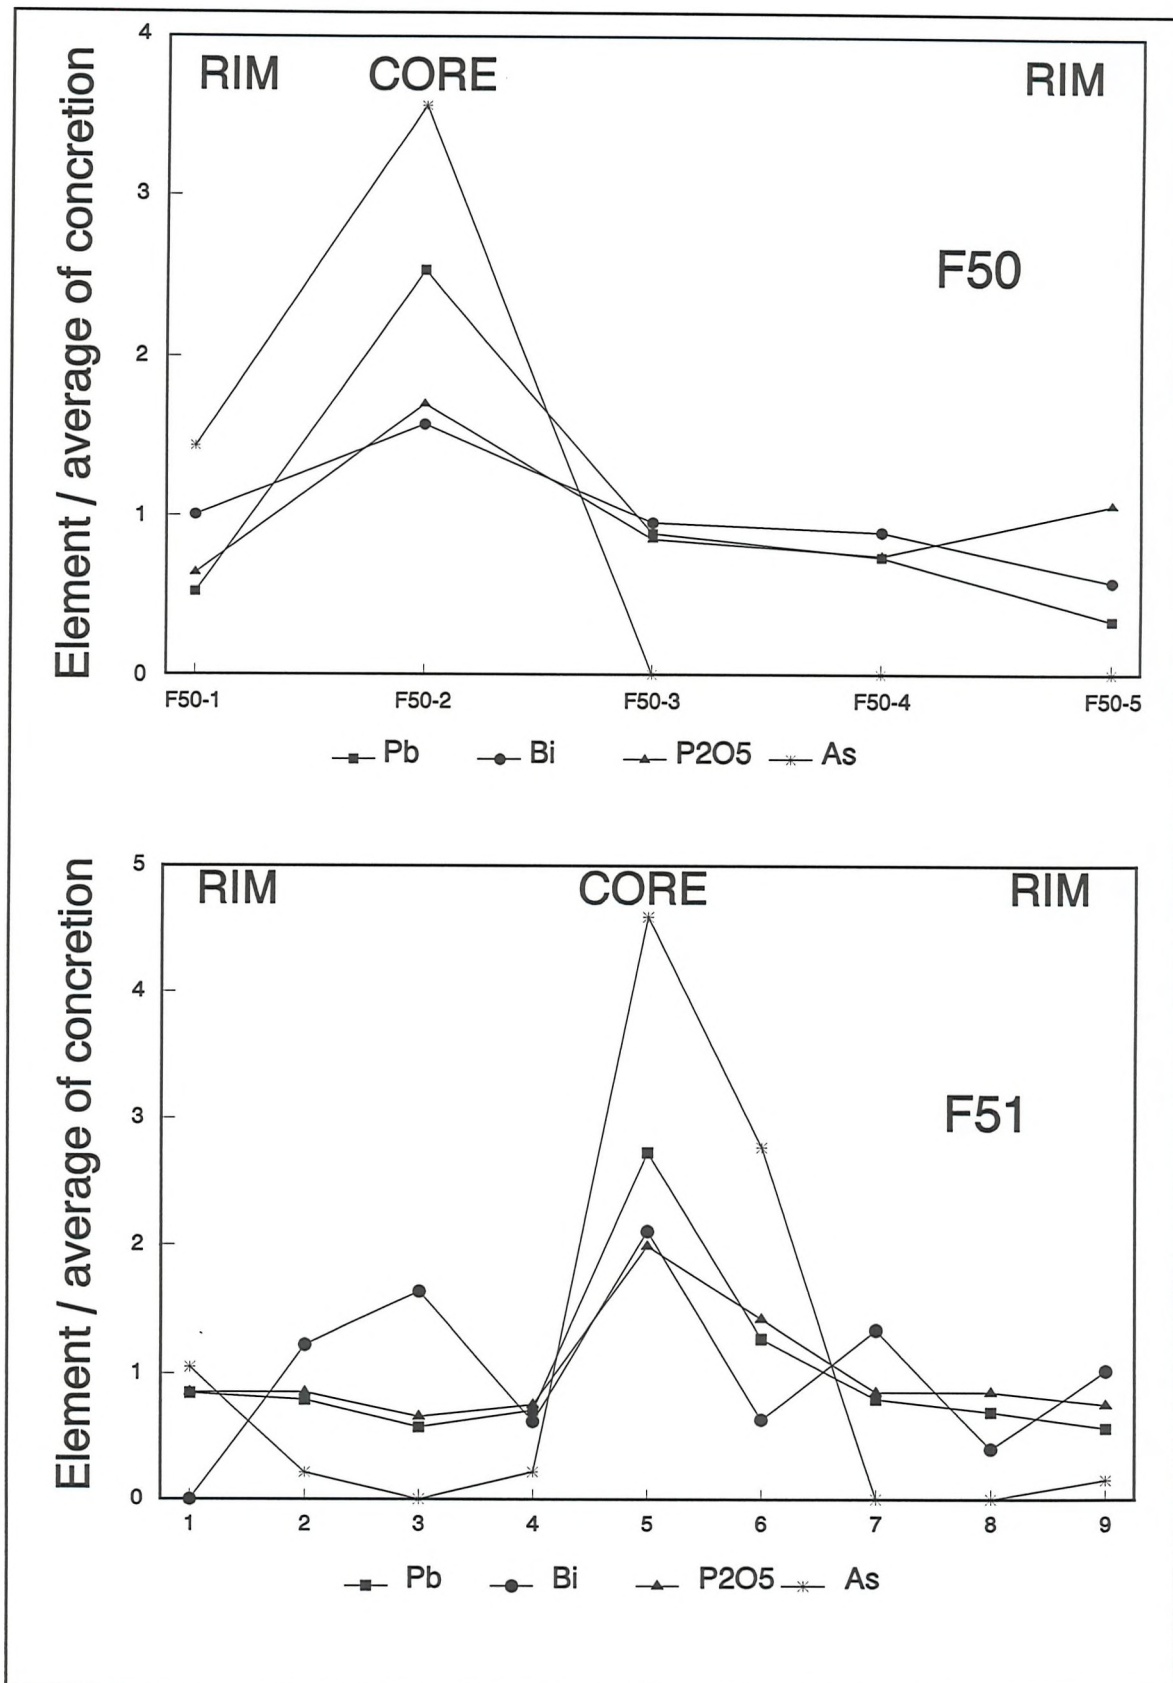 4
RIM CORE RIM
3
F50
2
1
0
Element / average of concretion
F50-1 F50-2 F50-3 F50-4 F50-5
Pb Bi P2O5 As
5
RIM CORE RIM
4
3
F51
2
1
0
Element / average of concretion
1 2 3 4 5 6 7 8 9
Pb Bi P2O5 As